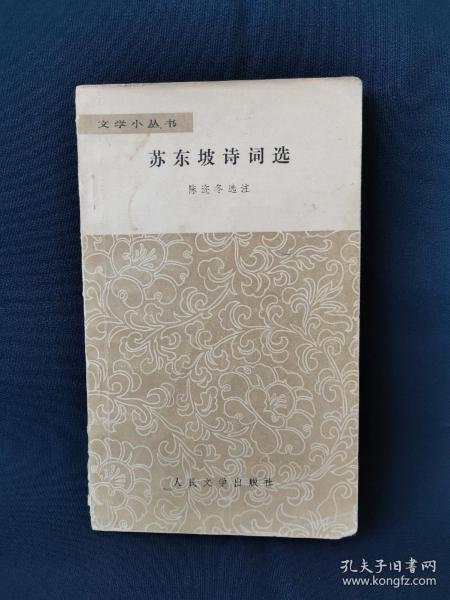 文学小丛书
苏东坡诗词选
陈迩冬选注
人民文学出版社
孔夫子旧书网
www.kongfz.com